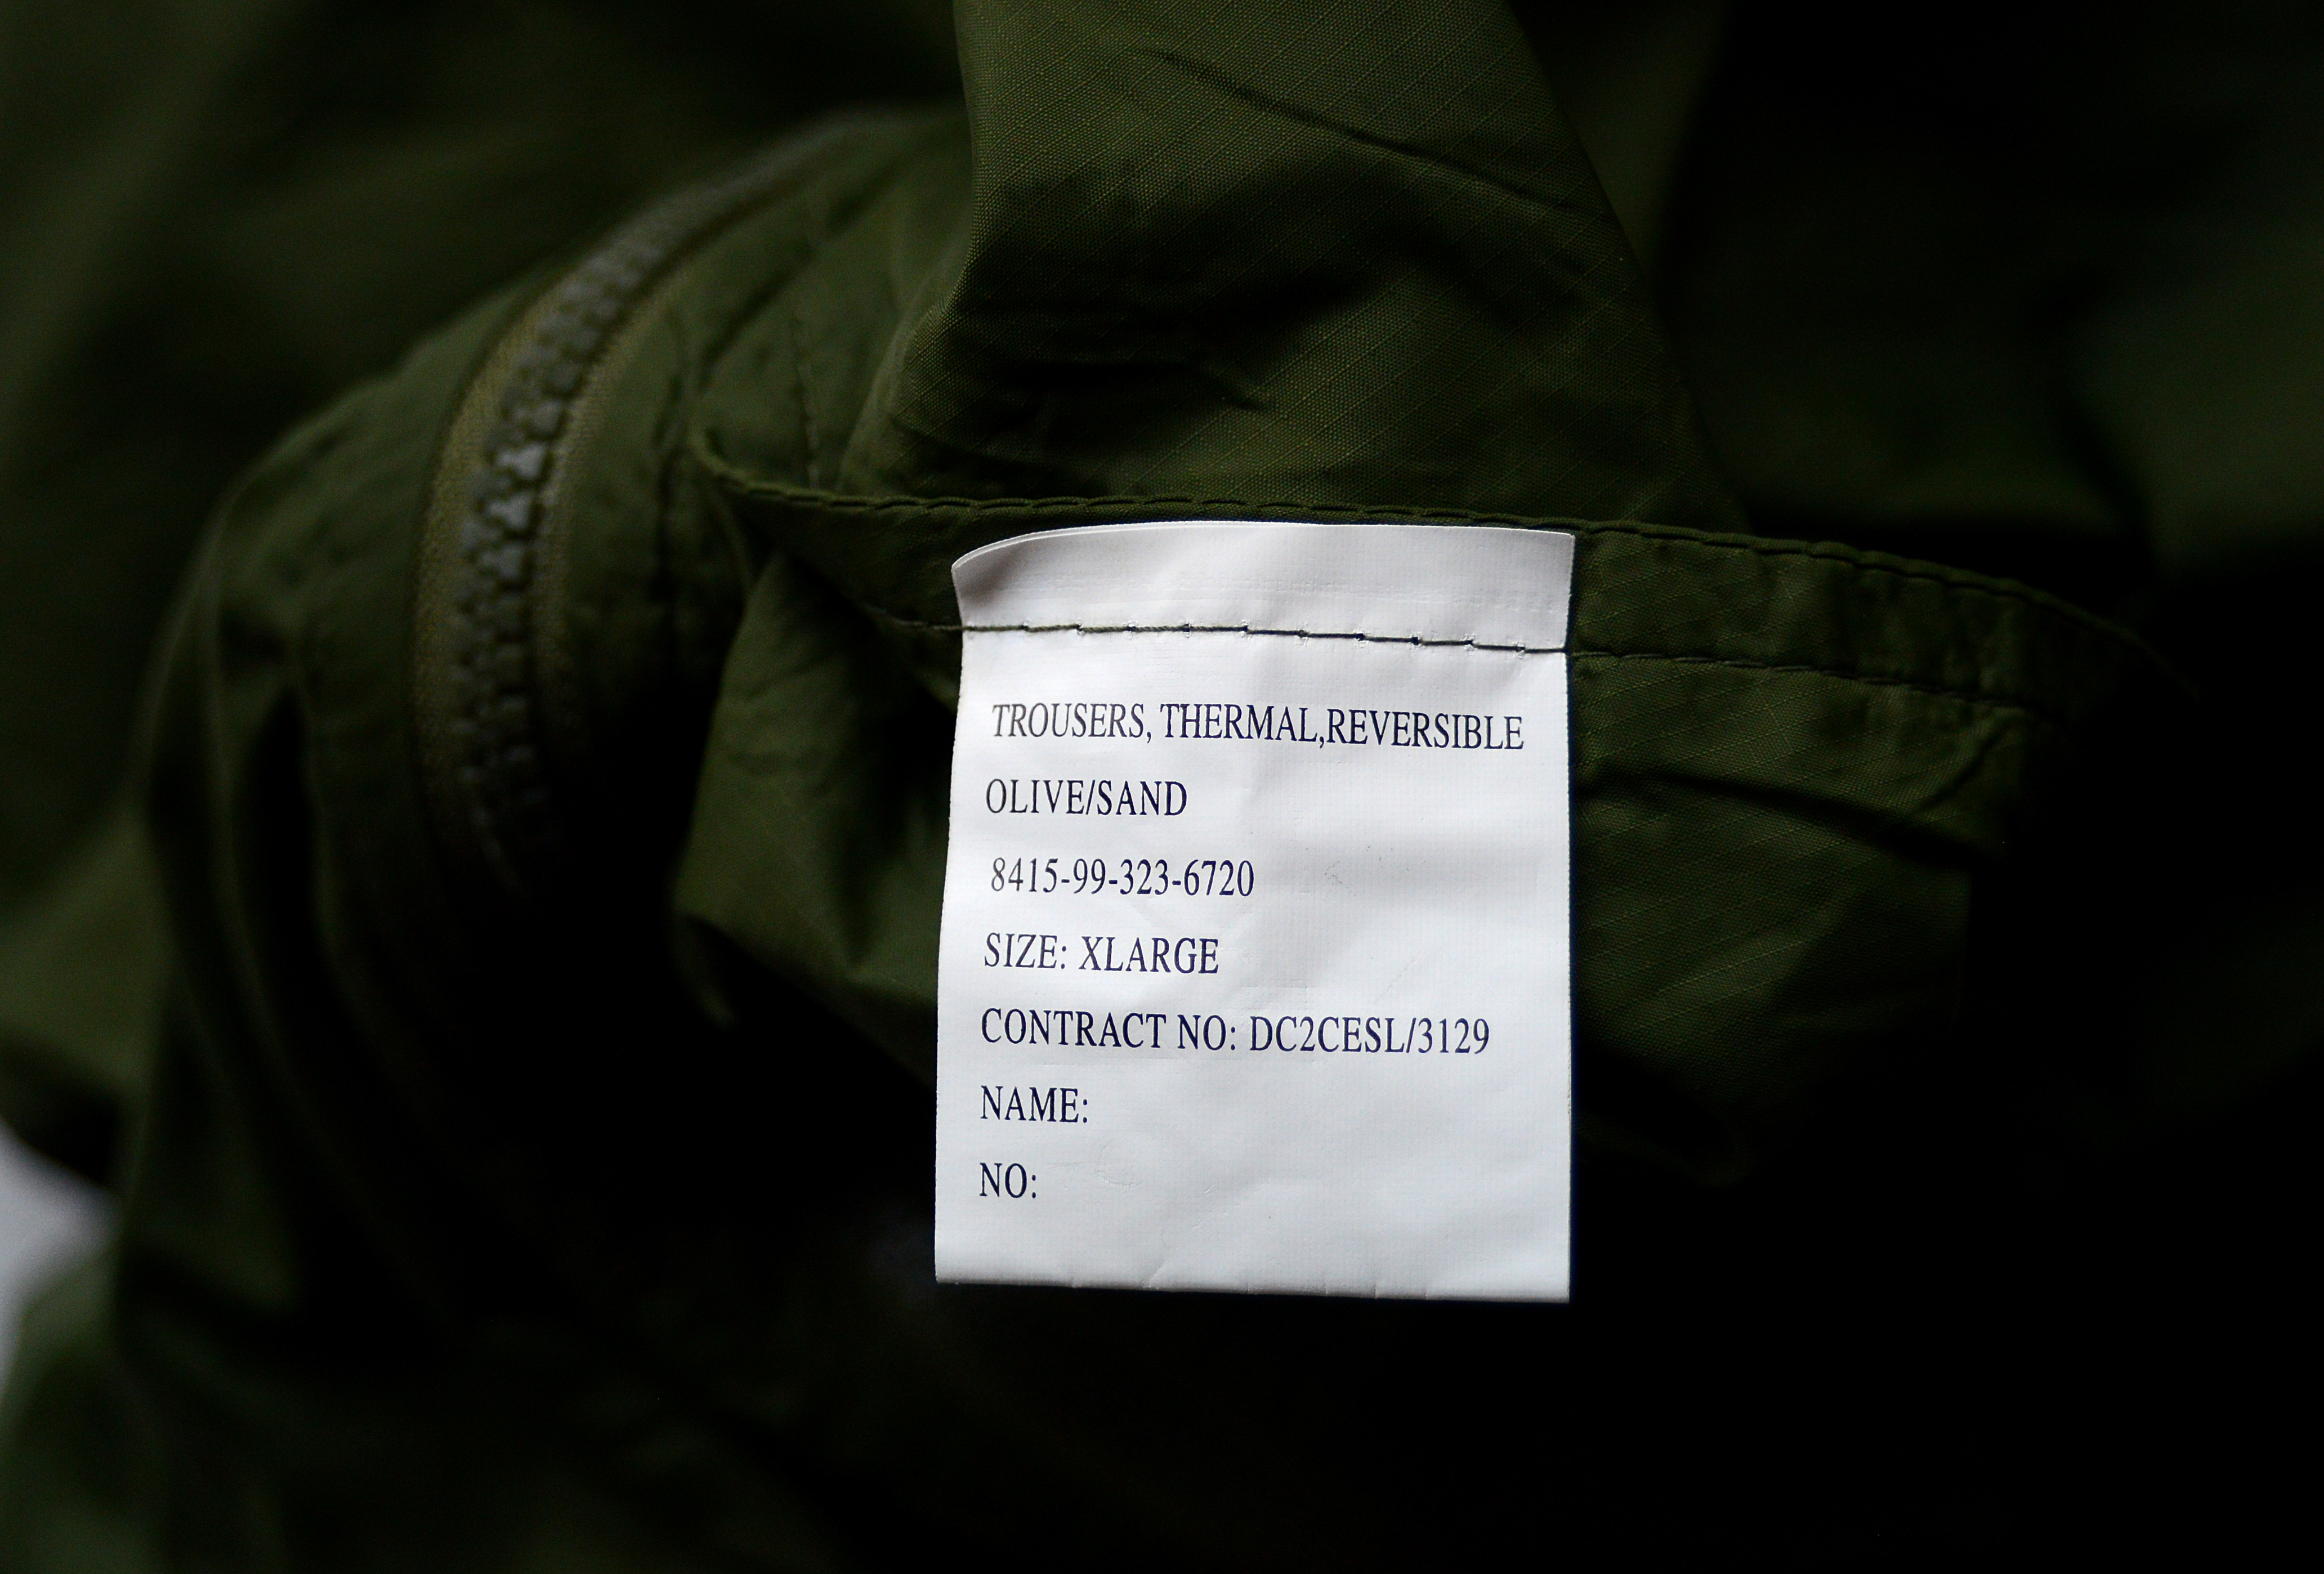 TROUSERS, THERMAL,REVERSIBLE
OLIVE/SAND
8415-99-323-6720
SIZE: XLARGE
CONTRACT NO: DC2CESL/3129
NAME:
NO: